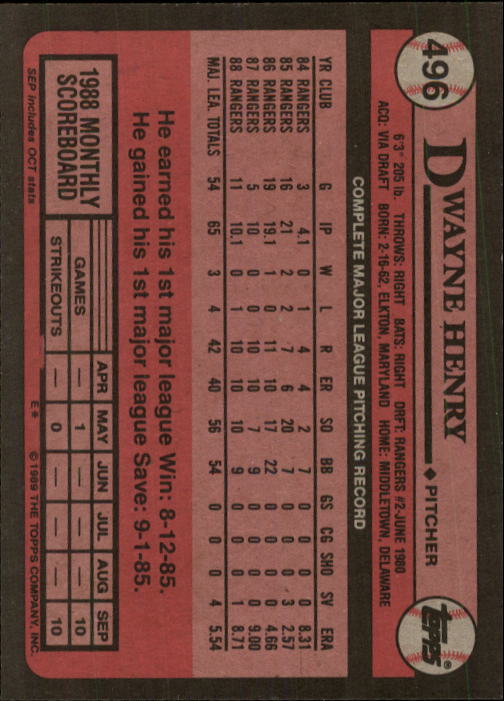 496
DWAYNE HENRY ◆ PITCHER
TOPPS®
6'3" 205 lb. THROWS: RIGHT BATS: RIGHT DRFT: RANGERS #2-JUNE 1980
ACQ: VIA DRAFT BORN: 2-16-62, ELKTON, MARYLAND HOME: MIDDLETOWN, DELAWARE
COMPLETE MAJOR LEAGUE PITCHING RECORD
YR CLUB G IP W L R ER SO BB GS CG SHO SV ERA
84 RANGERS 3 4.1 0 1 4 4 2 7 0 0 0 0 8.31
85 RANGERS 16 21 2 2 7 6 20 7 0 0 0 3 2.57
86 RANGERS 19 19.1 1 0 11 10 17 22 0 0 0 0 4.66
87 RANGERS 5 10 0 0 10 10 7 9 0 0 0 0 9.00
88 RANGERS 11 10.1 0 1 10 10 10 9 0 0 0 1 8.71
MAJ. LEA. TOTALS 54 65 3 4 42 40 56 54 0 0 0 4 5.54
He earned his 1st major league Win: 8-12-85.
He gained his 1st major league Save: 9-1-85.
1988 MONTHLY
SCOREBOARD
APR MAY JUN JUL AUG SEP
GAMES — 1 — — — 10
STRIKEOUTS — 0 — — — 10
SEP includes OCT stats
E* © 1989 THE TOPPS COMPANY, INC.